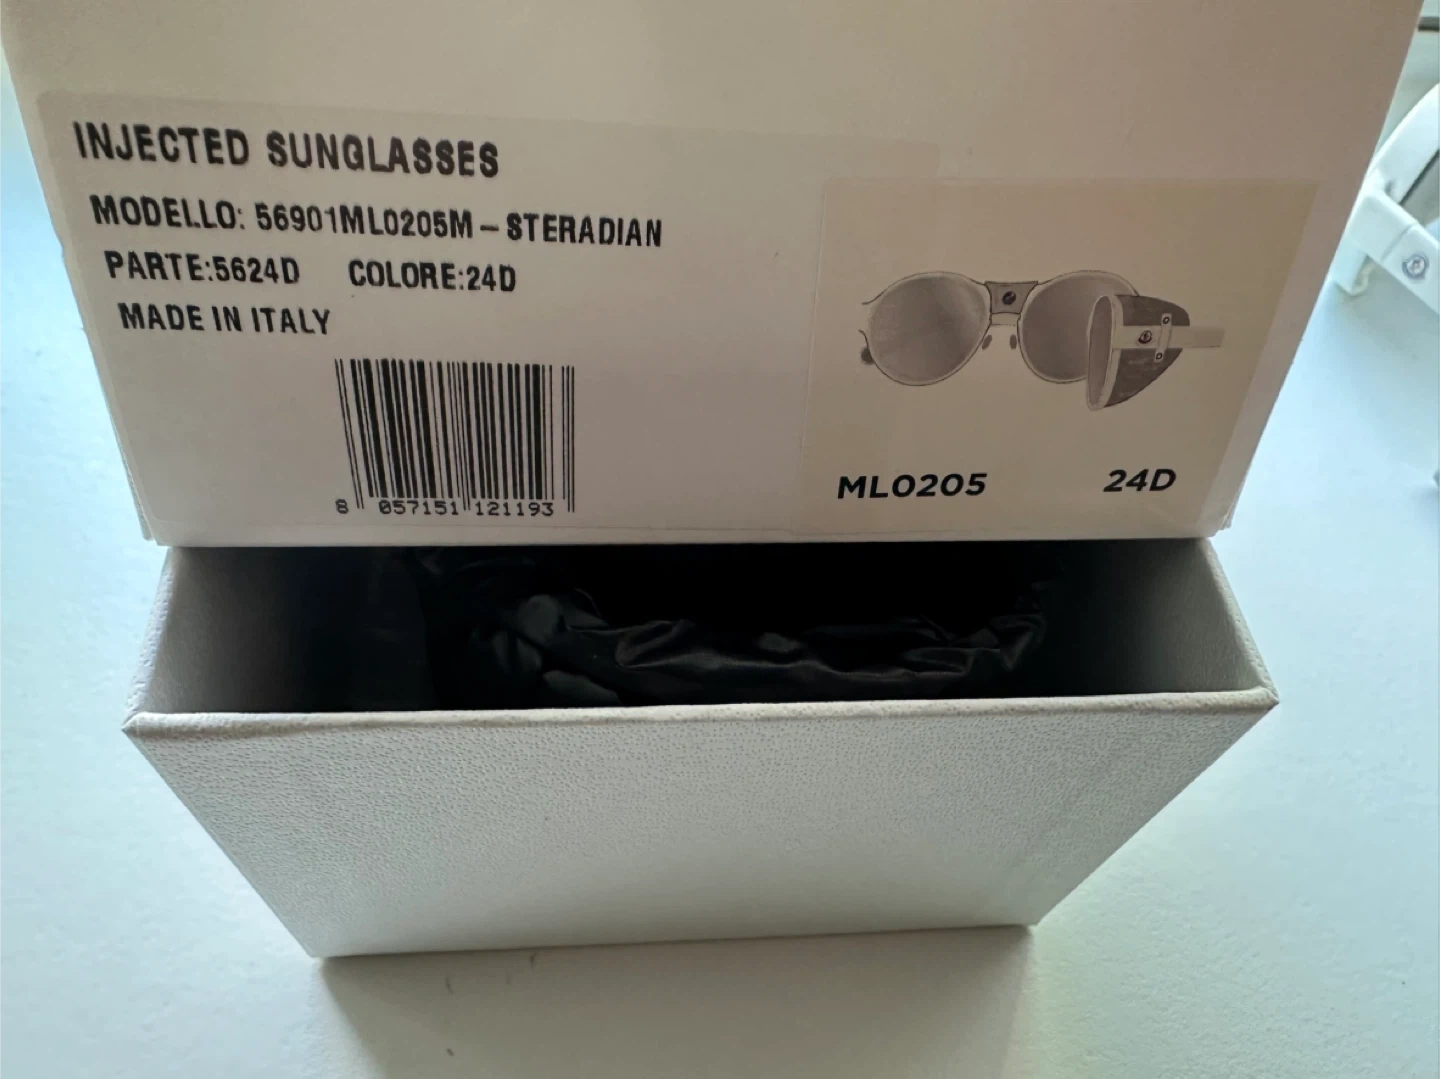 INJECTED SUNGLASSES
MODELLO: 56901ML0205M – STERADIAN
PARTE:5624D COLORE:24D
MADE IN ITALY
8 057151 121193
ML0205 24D